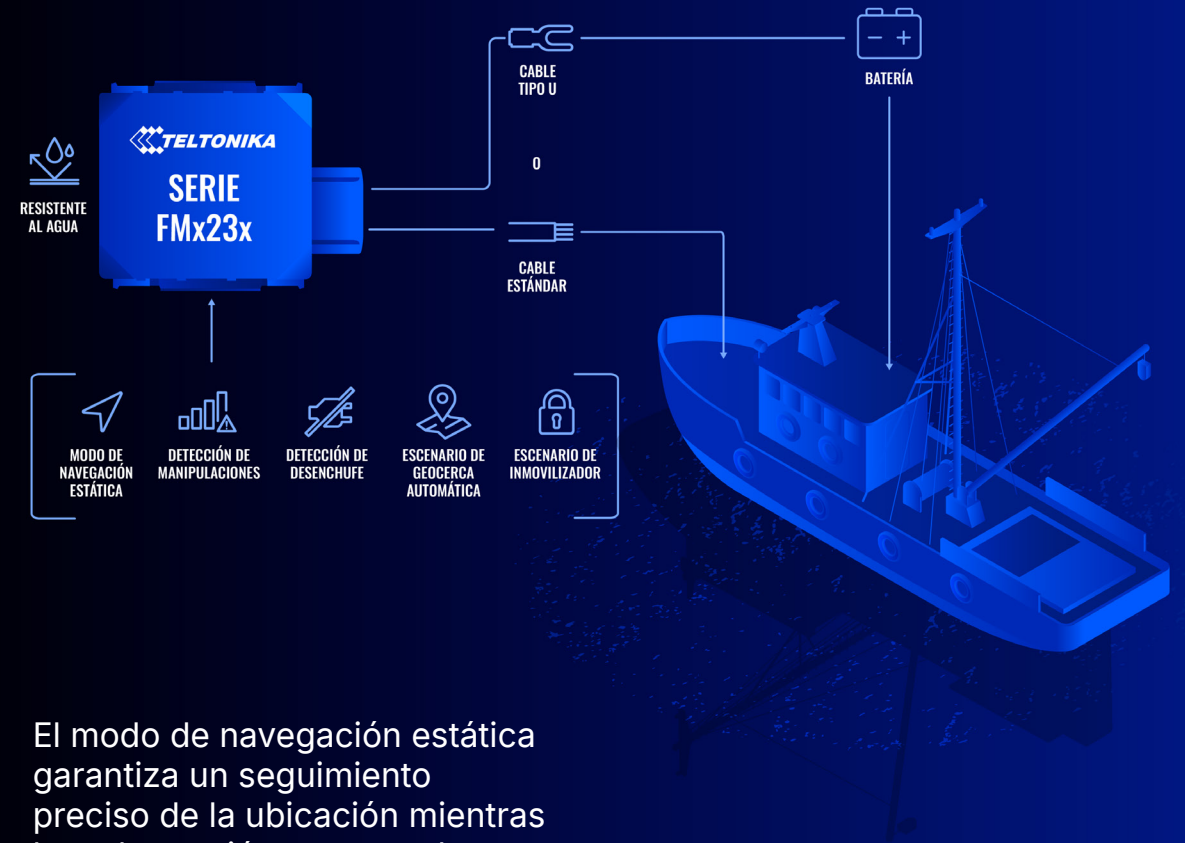 CABLE
TIPO U
BATERÍA
TELTONIKA
SERIE
FMx23x
O
RESISTENTE
AL AGUA
CABLE
ESTÁNDAR
MODO DE
NAVEGACIÓN
ESTÁTICA
DETECCIÓN DE
MANIPULACIONES
DETECCIÓN DE
DESENCHUFE
ESCENARIO DE
GEOCERCA
AUTOMÁTICA
ESCENARIO DE
INMOVILIZADOR
El modo de navegación estática
garantiza un seguimiento
preciso de la ubicación mientras